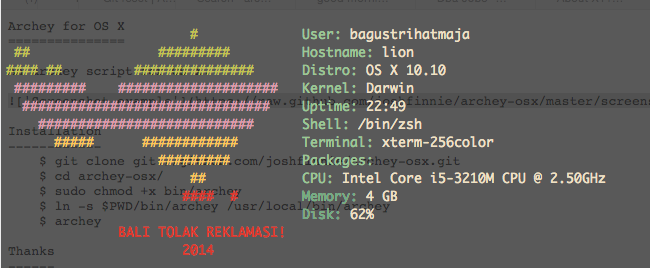 Archey for OS X
===============
User: bagustrihatmaja
Hostname: lion
Distro: OS X 10.10
Kernel: Darwin
Uptime: 22:49
Shell: /bin/zsh
Terminal: xterm-256color
Packages:
CPU: Intel Core i5-3210M CPU @ 2.50GHz
Memory: 4 GB
Disk: 62%
script
Installation
$ git clone git .com/joshf archey-osx.git
$ cd archey-osx/
$ sudo chmod +x bin/archey
$ ln -s $PWD/bin/archey /usr/local/bin/archey
$ archey
BALI TOLAK REKLAMASI!
2014
Thanks
======